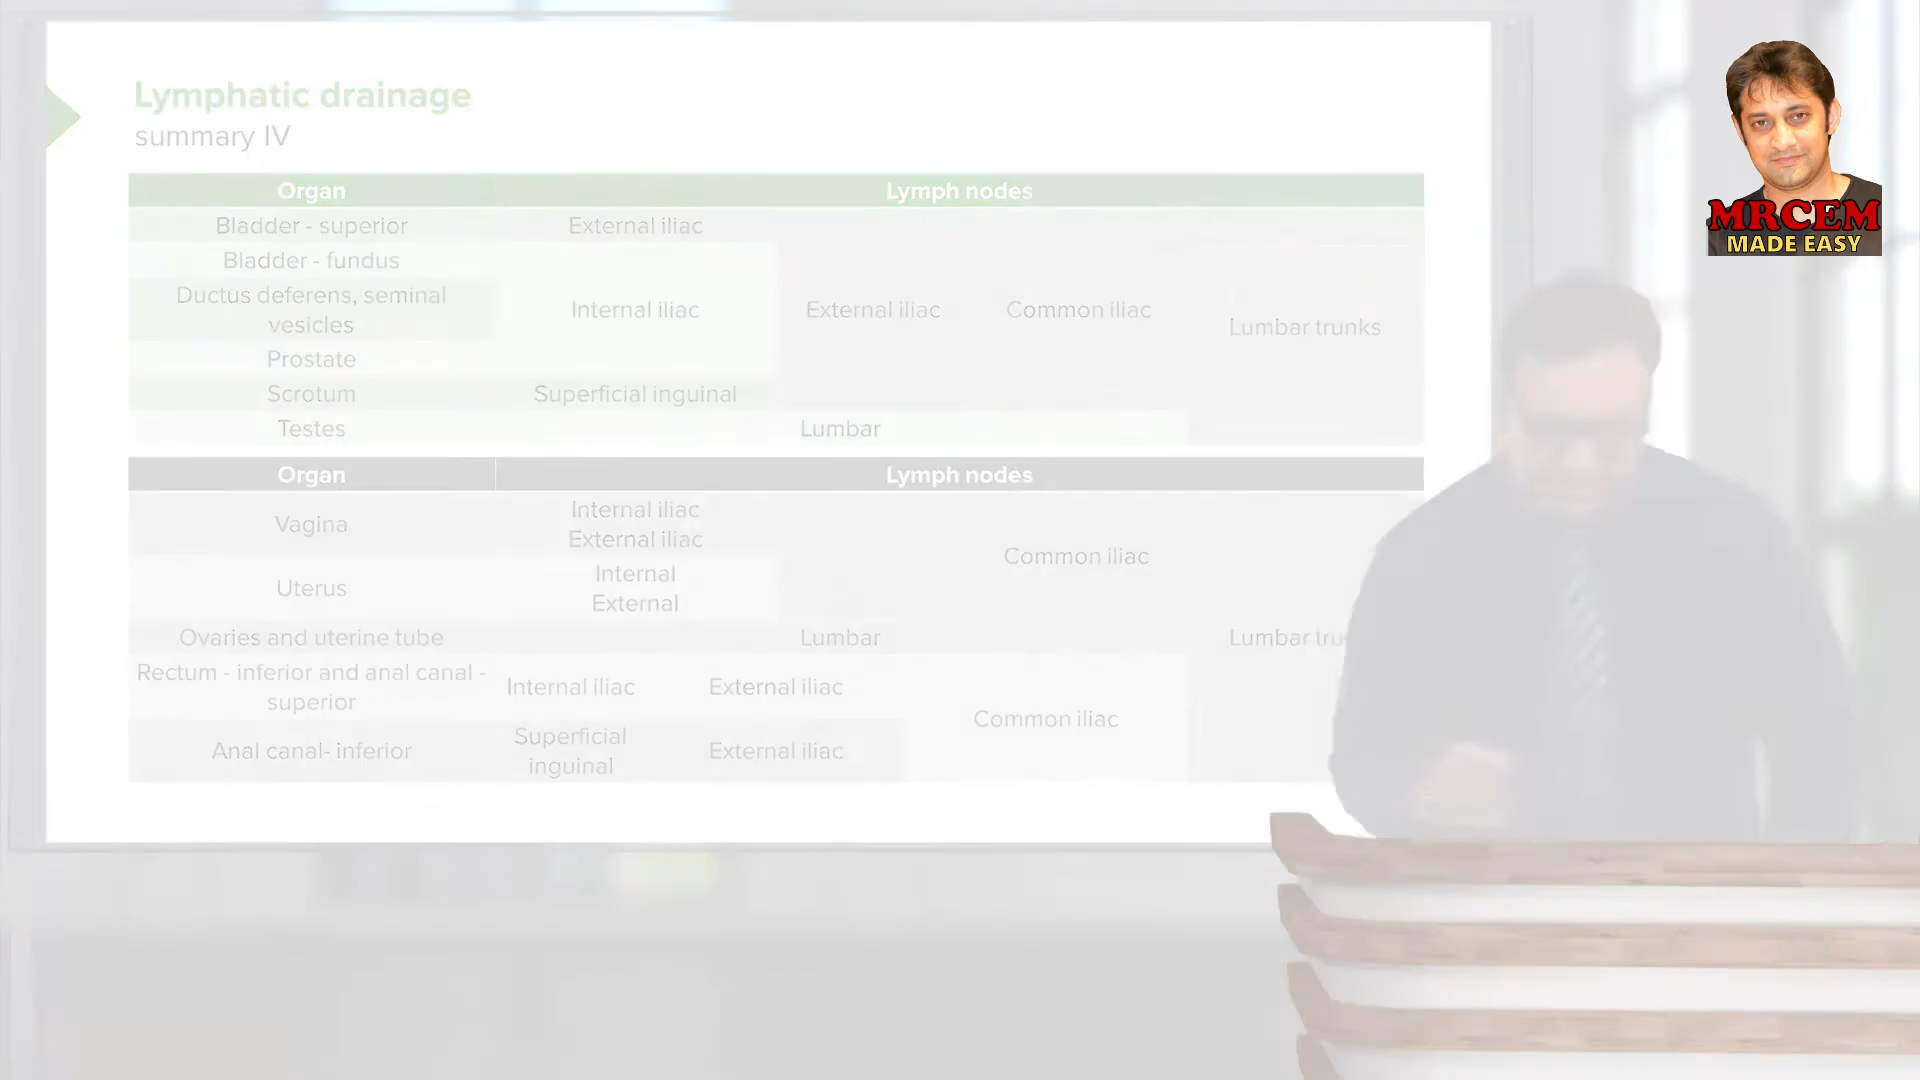 Lymphatic drainage
summary IV
Organ Lymph nodes
Bladder - superior External iliac
Bladder - fundus
Ductus deferens, seminal
vesicles
Internal iliac External iliac Common iliac
Lumbar trunks
Prostate
Scrotum Superficial inguinal
Testes Lumbar
Organ Lymph nodes
Vagina Internal iliac
External iliac
Common iliac
Uterus Internal
External
Ovaries and uterine tube Lumbar Lumbar tru
Rectum - inferior and anal canal -
superior
Internal iliac External iliac
Common iliac
Anal canal- inferior Superficial
inguinal
External iliac
MRCEM
MADE EASY